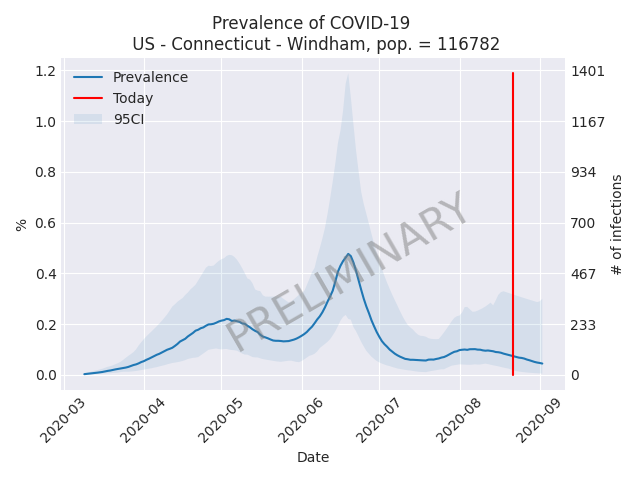 Prevalence of COVID-19
US - Connecticut - Windham, pop. = 116782
Prevalence
Today
95CI
1.2
1.0
0.8
0.6
0.4
0.2
0.0
%
1401
1167
934
700
467
233
0
# of infections
PRELIMINARY
2020-03
2020-04
2020-05
2020-06
2020-07
2020-08
2020-09
Date